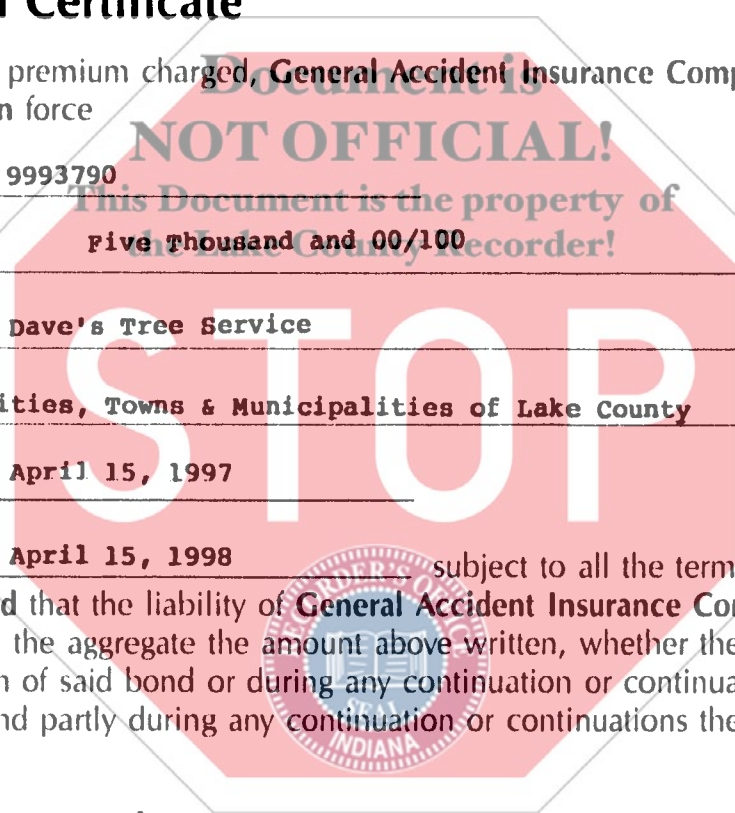 Certificate
premium charged, General Accident Insurance Comp
n force
9993790
Five Thousand and 00/100
Dave's Tree Service
ities, Towns & Municipalities of Lake County
April 15, 1997
April 15, 1998 subject to all the term
d that the liability of General Accident Insurance Co
the aggregate the amount above written, whether the
n of said bond or during any continuation or continua
nd partly during any continuation or continuations the
Document is
NOT OFFICIAL!
This Document is the property of
the Lake County Recorder!
STOP
RECORDER'S OFFICE
SEAL
INDIANA